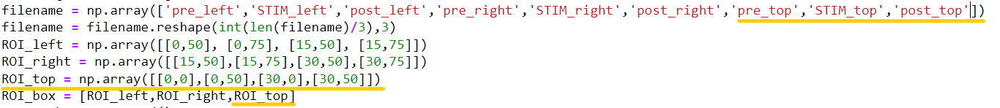 filename = np.array(['pre_left','STIM_left','post_left','pre_right','STIM_right','post_right','pre_top','STIM_top','post_top'])
filename = filename.reshape(int(len(filename)/3),3)
ROI_left = np.array([[0,50], [0,75], [15,50], [15,75]])
ROI_right = np.array([[15,50],[15,75],[30,50],[30,75]])
ROI_top = np.array([[0,0],[0,50],[30,0],[30,50]])
ROI_box = [ROI_left,ROI_right,ROI_top]